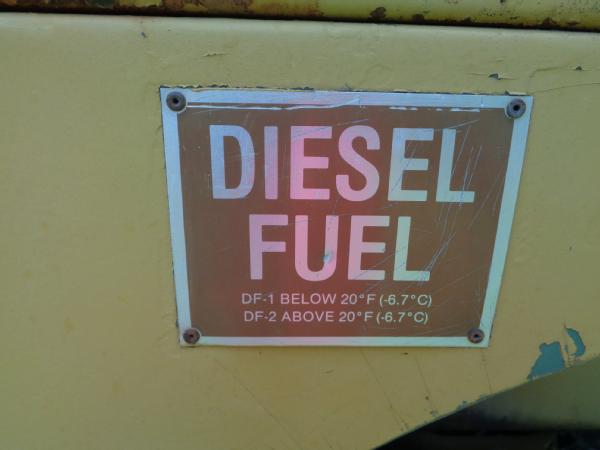 DIESEL
FUEL
DF-1 BELOW 20°F (-6.7°C)
DF-2 ABOVE 20°F (-6.7°C)